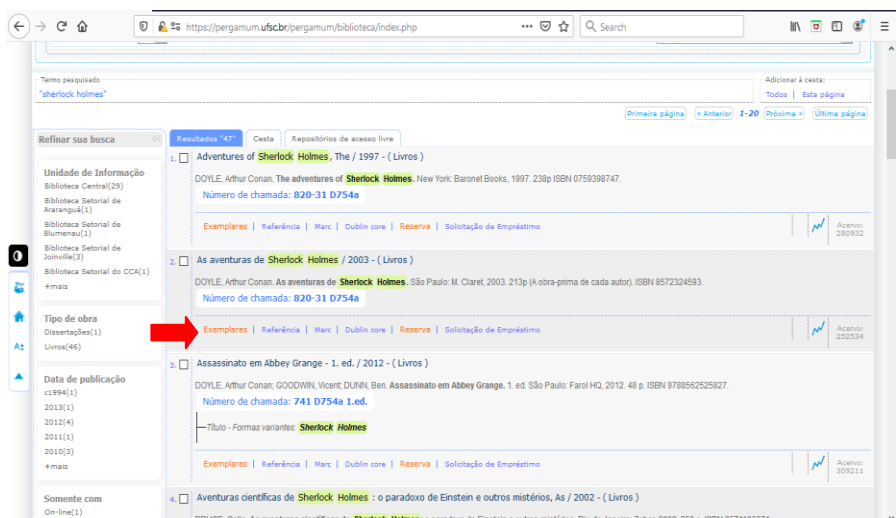 https://pergamum.ufsc.br/pergamum/biblioteca/index.php
Search
Termo pesquisado
"sherlock holmes"
Adicionar à cesta:
Todos | Esta página
Primeira página < Anterior 1-20 Próxima > Última página
Refinar sua busca
Unidade de Informação
Biblioteca Central(29)
Biblioteca Setorial de
Araranguá(1)
Biblioteca Setorial de
Blumenau(1)
Biblioteca Setorial de
Joinville(3)
Biblioteca Setorial do CCA(1)
+mais
Tipo de obra
Dissertações(1)
Livros(46)
Data de publicação
c1994(1)
2013(1)
2012(4)
2011(1)
2010(3)
+mais
Somente com
On-line(1)
Resultados "47" Cesta Repositórios de acesso livre
1. Adventures of Sherlock Holmes, The / 1997 - ( Livros )
DOYLE, Arthur Conan. The adventures of Sherlock Holmes. New York: Baronet Books, 1997. 238p ISBN 0759398747.
Número de chamada: 820-31 D754a
Exemplares | Referência | Marc | Dublin core | Reserva | Solicitação de Empréstimo
Acervo:
280932
2. As aventuras de Sherlock Holmes / 2003 - ( Livros )
DOYLE, Arthur Conan. As aventuras de Sherlock Holmes. São Paulo: M. Claret, 2003. 213p (A obra-prima de cada autor). ISBN 8572324593.
Número de chamada: 820-31 D754a
Exemplares | Referência | Marc | Dublin core | Reserva | Solicitação de Empréstimo
Acervo:
252534
3. Assassinato em Abbey Grange - 1. ed. / 2012 - ( Livros )
DOYLE, Arthur Conan; GOODWIN, Vicent; DUNN, Ben. Assassinato em Abbey Grange. 1. ed. São Paulo: Farol HQ, 2012. 48 p. ISBN 9788562525827.
Número de chamada: 741 D754a 1.ed.
Título - Formas variantes: Sherlock Holmes
Exemplares | Referência | Marc | Dublin core | Reserva | Solicitação de Empréstimo
Acervo:
309211
4. Aventuras científicas de Sherlock Holmes : o paradoxo de Einstein e outros mistérios, As / 2002 - ( Livros )